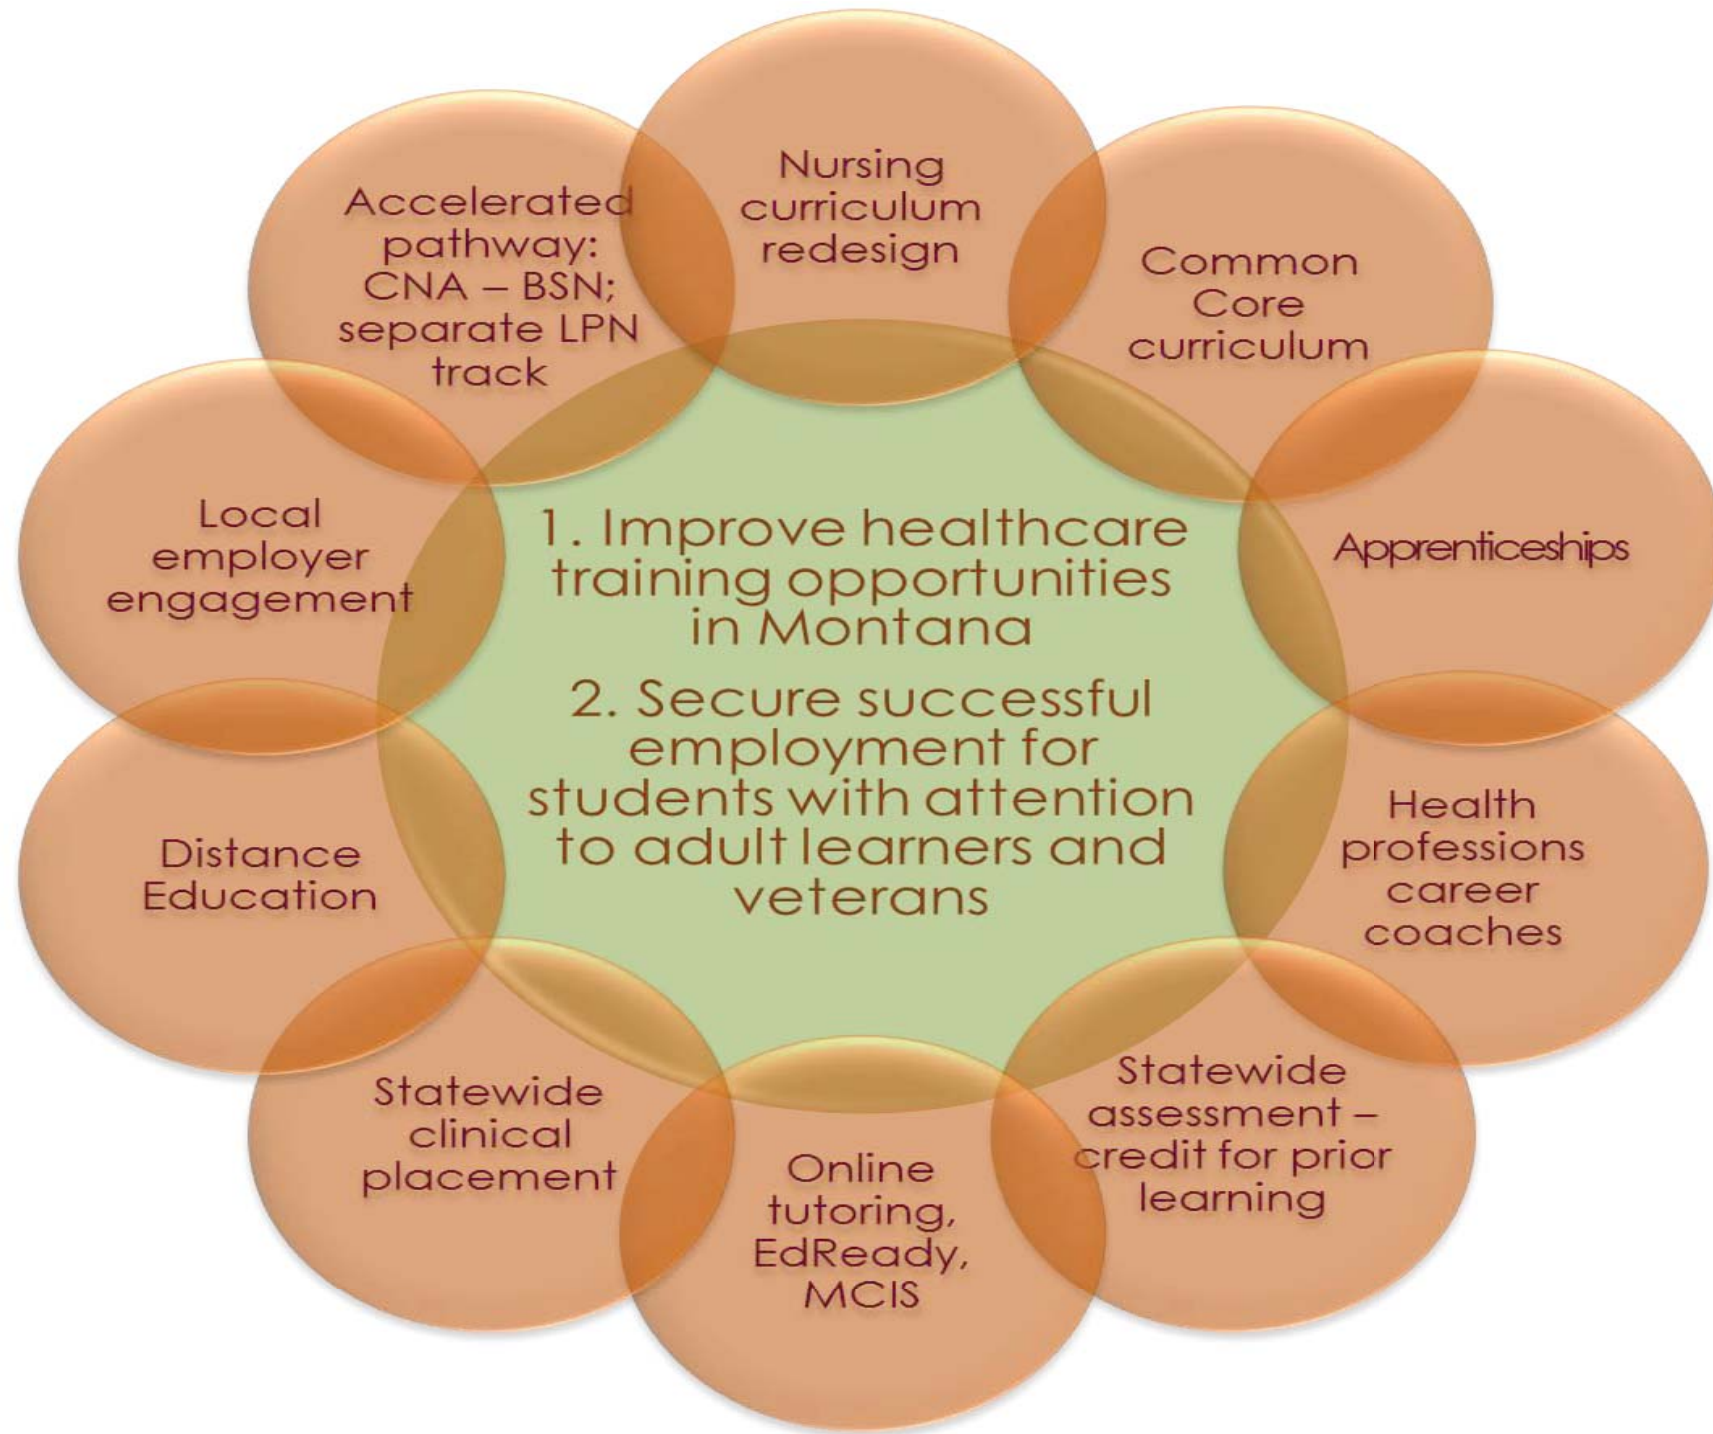 Nursing
curriculum
redesign
Common
Core
curriculum
Apprenticeships
Health
professions
career
coaches
Statewide
assessment –
credit for prior
learning
Online
tutoring,
EdReady,
MCIS
Statewide
clinical
placement
Distance
Education
Local
employer
engagement
Accelerated
pathway:
CNA – BSN;
separate LPN
track
1. Improve healthcare
training opportunities
in Montana
2. Secure successful
employment for
students with attention
to adult learners and
veterans